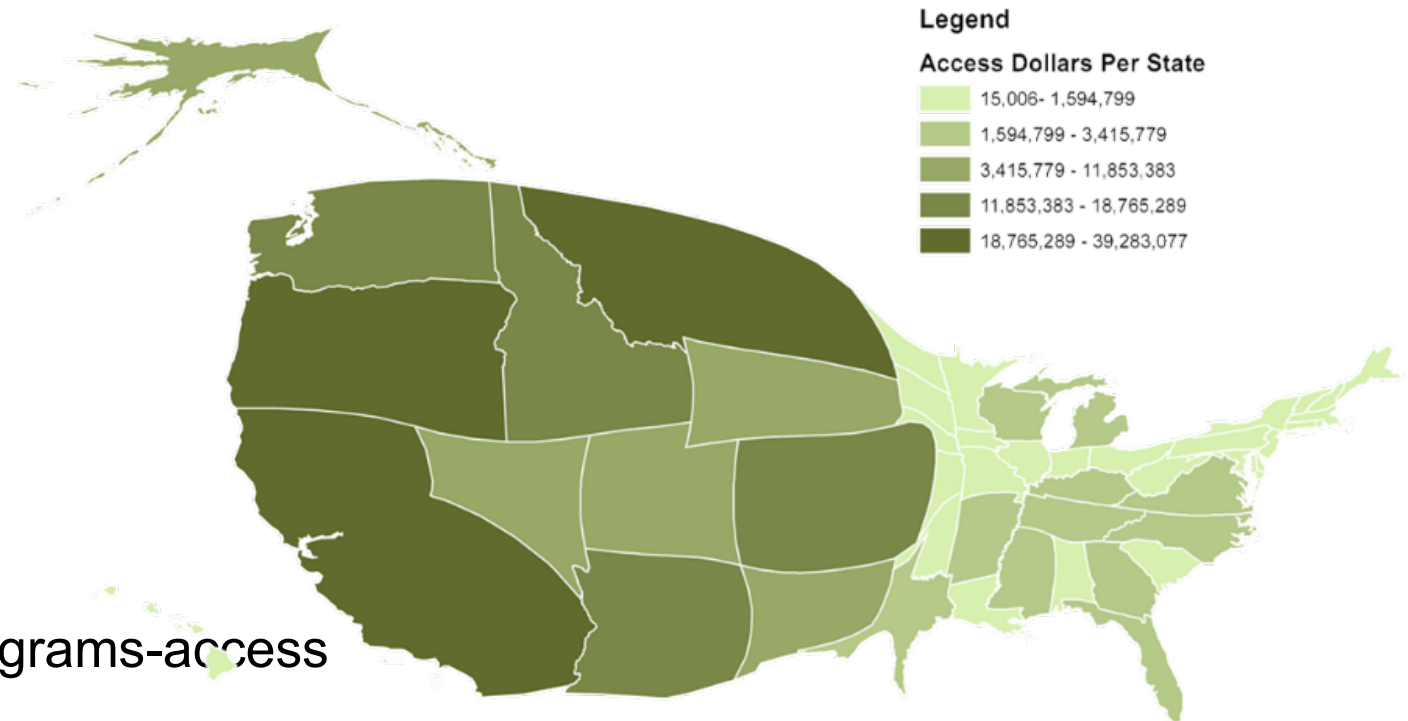 Legend
Access Dollars Per State
15,006- 1,594,799
1,594,799 - 3,415,779
3,415,779 - 11,853,383
11,853,383 - 18,765,289
18,765,289 - 39,283,077
grams-access